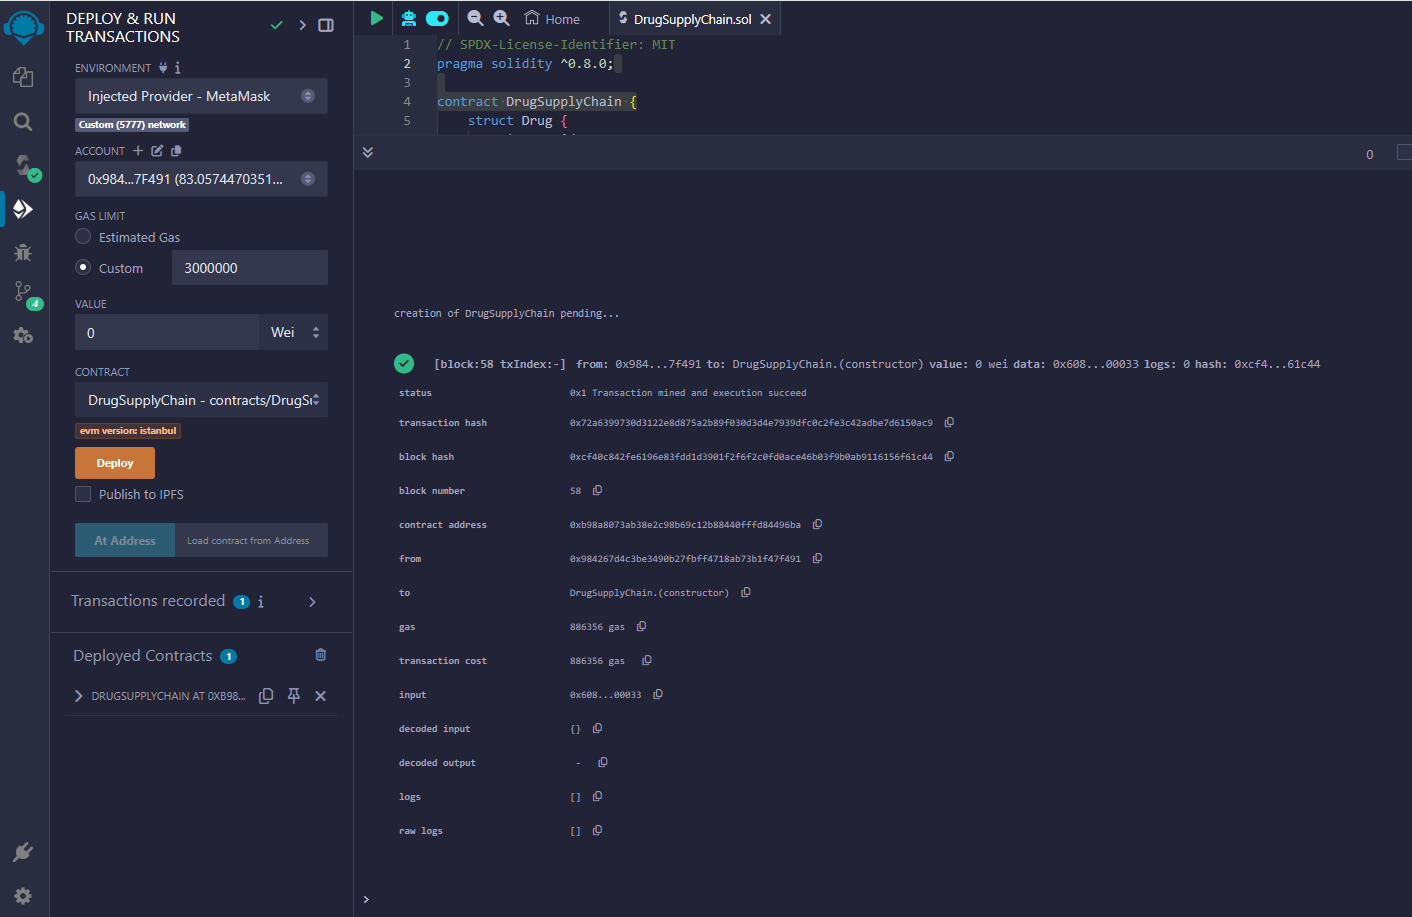 DEPLOY & RUN
TRANSACTIONS
ENVIRONMENT
Injected Provider - MetaMask
Custom (5777) network
ACCOUNT
0x984...7F491 (83.0574470351...
GAS LIMIT
Estimated Gas
Custom 3000000
VALUE
0 Wei
CONTRACT
DrugSupplyChain - contracts/DrugSu
evm version: istanbul
Deploy
Publish to IPFS
At Address Load contract from Address
Transactions recorded 1
Deployed Contracts 1
DRUGSUPPLYCHAIN AT 0XB98...
4
Home DrugSupplyChain.sol
1 // SPDX-License-Identifier: MIT
2 pragma solidity ^0.8.0;
3
4 contract DrugSupplyChain {
5 struct Drug {
0
creation of DrugSupplyChain pending...
[block:58 txIndex:-] from: 0x984...7f491 to: DrugSupplyChain.(constructor) value: 0 wei data: 0x608...00033 logs: 0 hash: 0xcf4...61c44
status 0x1 Transaction mined and execution succeed
transaction hash 0x72a6399730d3122e8d875a2b89f030d3d4e7939dfc0c2fe3c42adbe7d6150ac9
block hash 0xcf40c842fe6196e83fdd1d3901f2f6f2c0fd0ace46b03f9b0ab9116156f61c44
block number 58
contract address 0xb98a8073ab38e2c98b69c12b88440fffd84496ba
from 0x984267d4c3be3490b27fbff4718ab73b1f47f491
to DrugSupplyChain.(constructor)
gas 886356 gas
transaction cost 886356 gas
input 0x608...00033
decoded input {}
decoded output -
logs []
raw logs []
>